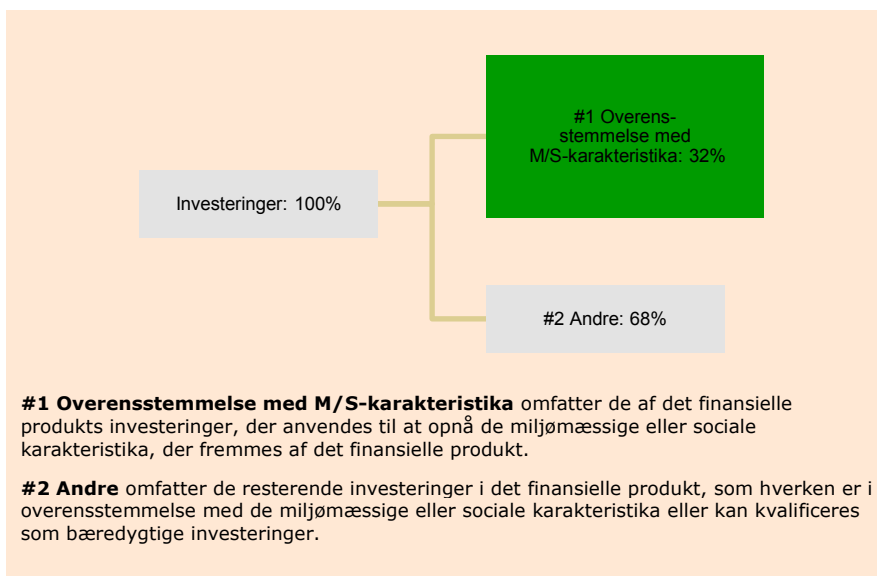 #1 Overens-
stemmelse med
M/S-karakteristika: 32%
Investeringer: 100%
#2 Andre: 68%
#1 Overensstemmelse med M/S-karakteristika omfatter de af det finansielle
produkts investeringer, der anvendes til at opnå de miljømæssige eller sociale
karakteristika, der fremmes af det finansielle produkt.
#2 Andre omfatter de resterende investeringer i det finansielle produkt, som hverken er i
overensstemmelse med de miljømæssige eller sociale karakteristika eller kan kvalificeres
som bæredygtige investeringer.